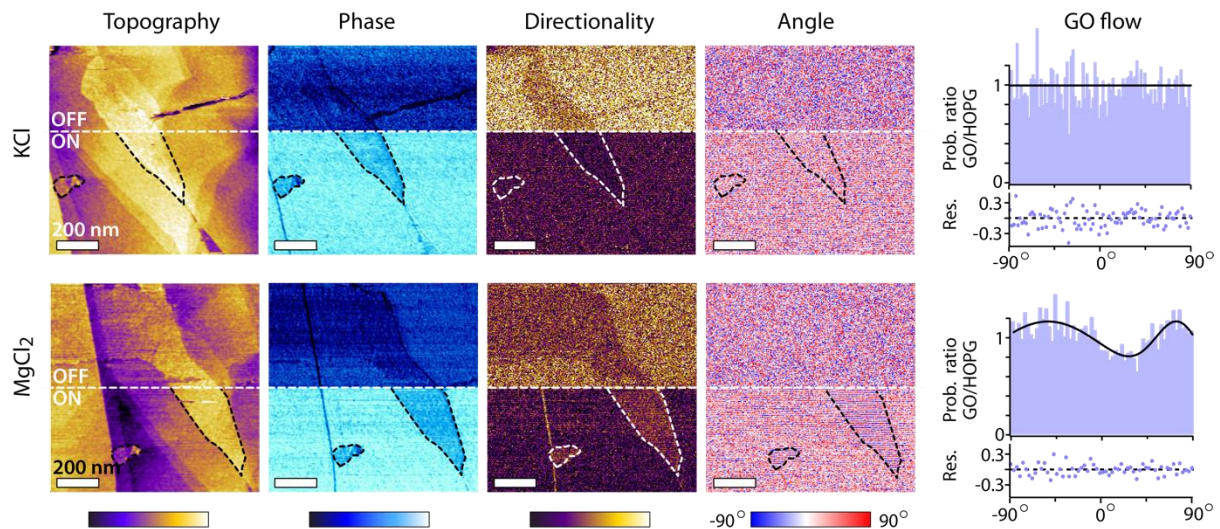 Topography Phase Directionality Angle GO flow
KCl
OFF
ON
200 nm
Prob. ratio
GO/HOPG
1
0
Res.
0.3
-0.3
-90° 0° 90°
MgCl₂
OFF
ON
200 nm
Prob. ratio
GO/HOPG
1
0
Res.
0.3
-0.3
-90° 0° 90°
-90° 90°